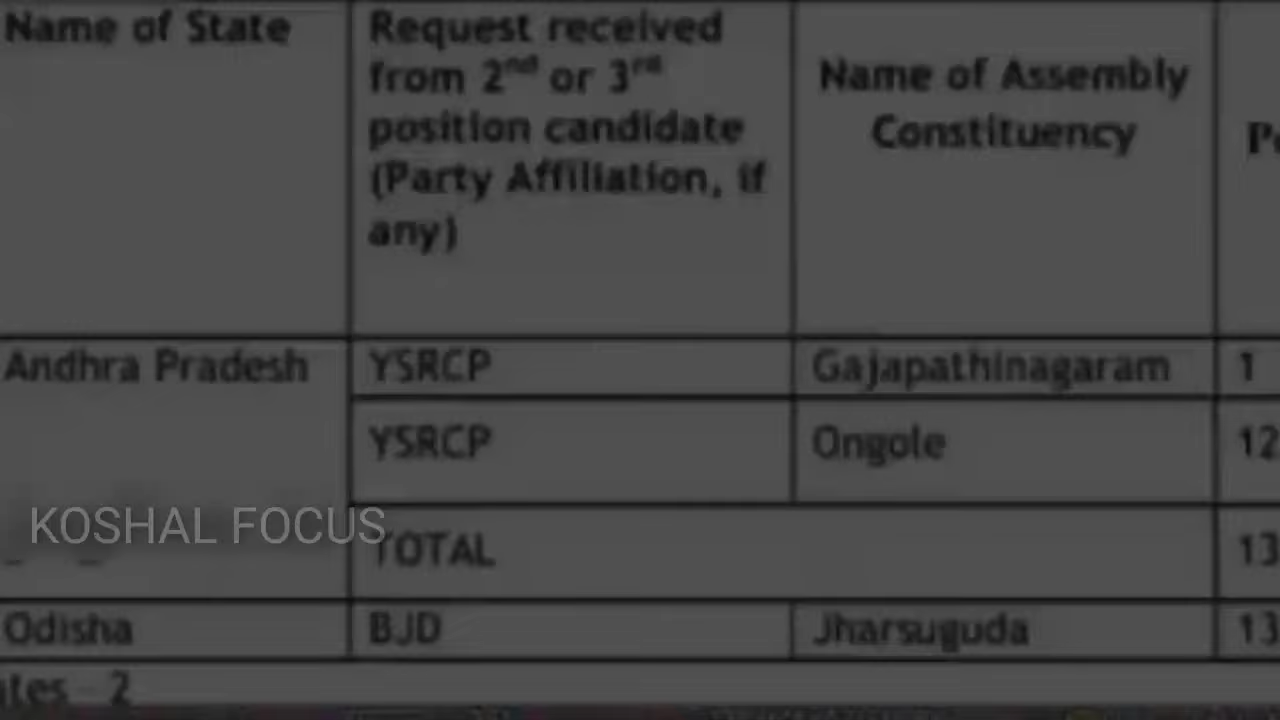 Name of State
Request received
from 2nd or 3rd
position candidate
(Party Affiliation, if
any)
Name of Assembly
Constituency
Andhra Pradesh
YSRCP
Gajapathinagaram
1
YSRCP
Ongole
12
KOSHAL FOCUS
TOTAL
13
Odisha
BJD
Jharsuguda
13
2